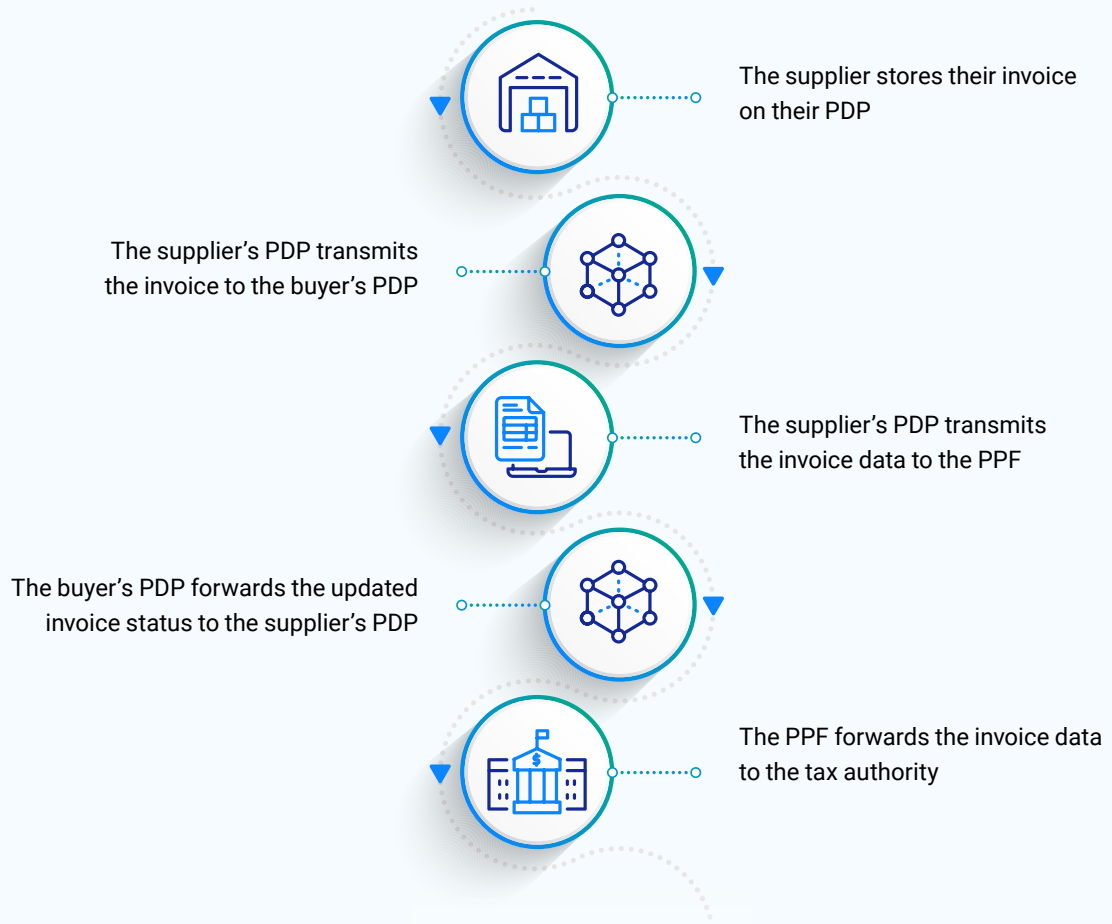 The supplier stores their invoice
on their PDP
The supplier’s PDP transmits
the invoice to the buyer’s PDP
The supplier’s PDP transmits
the invoice data to the PPF
The buyer’s PDP forwards the updated
invoice status to the supplier’s PDP
$
The PPF forwards the invoice data
to the tax authority